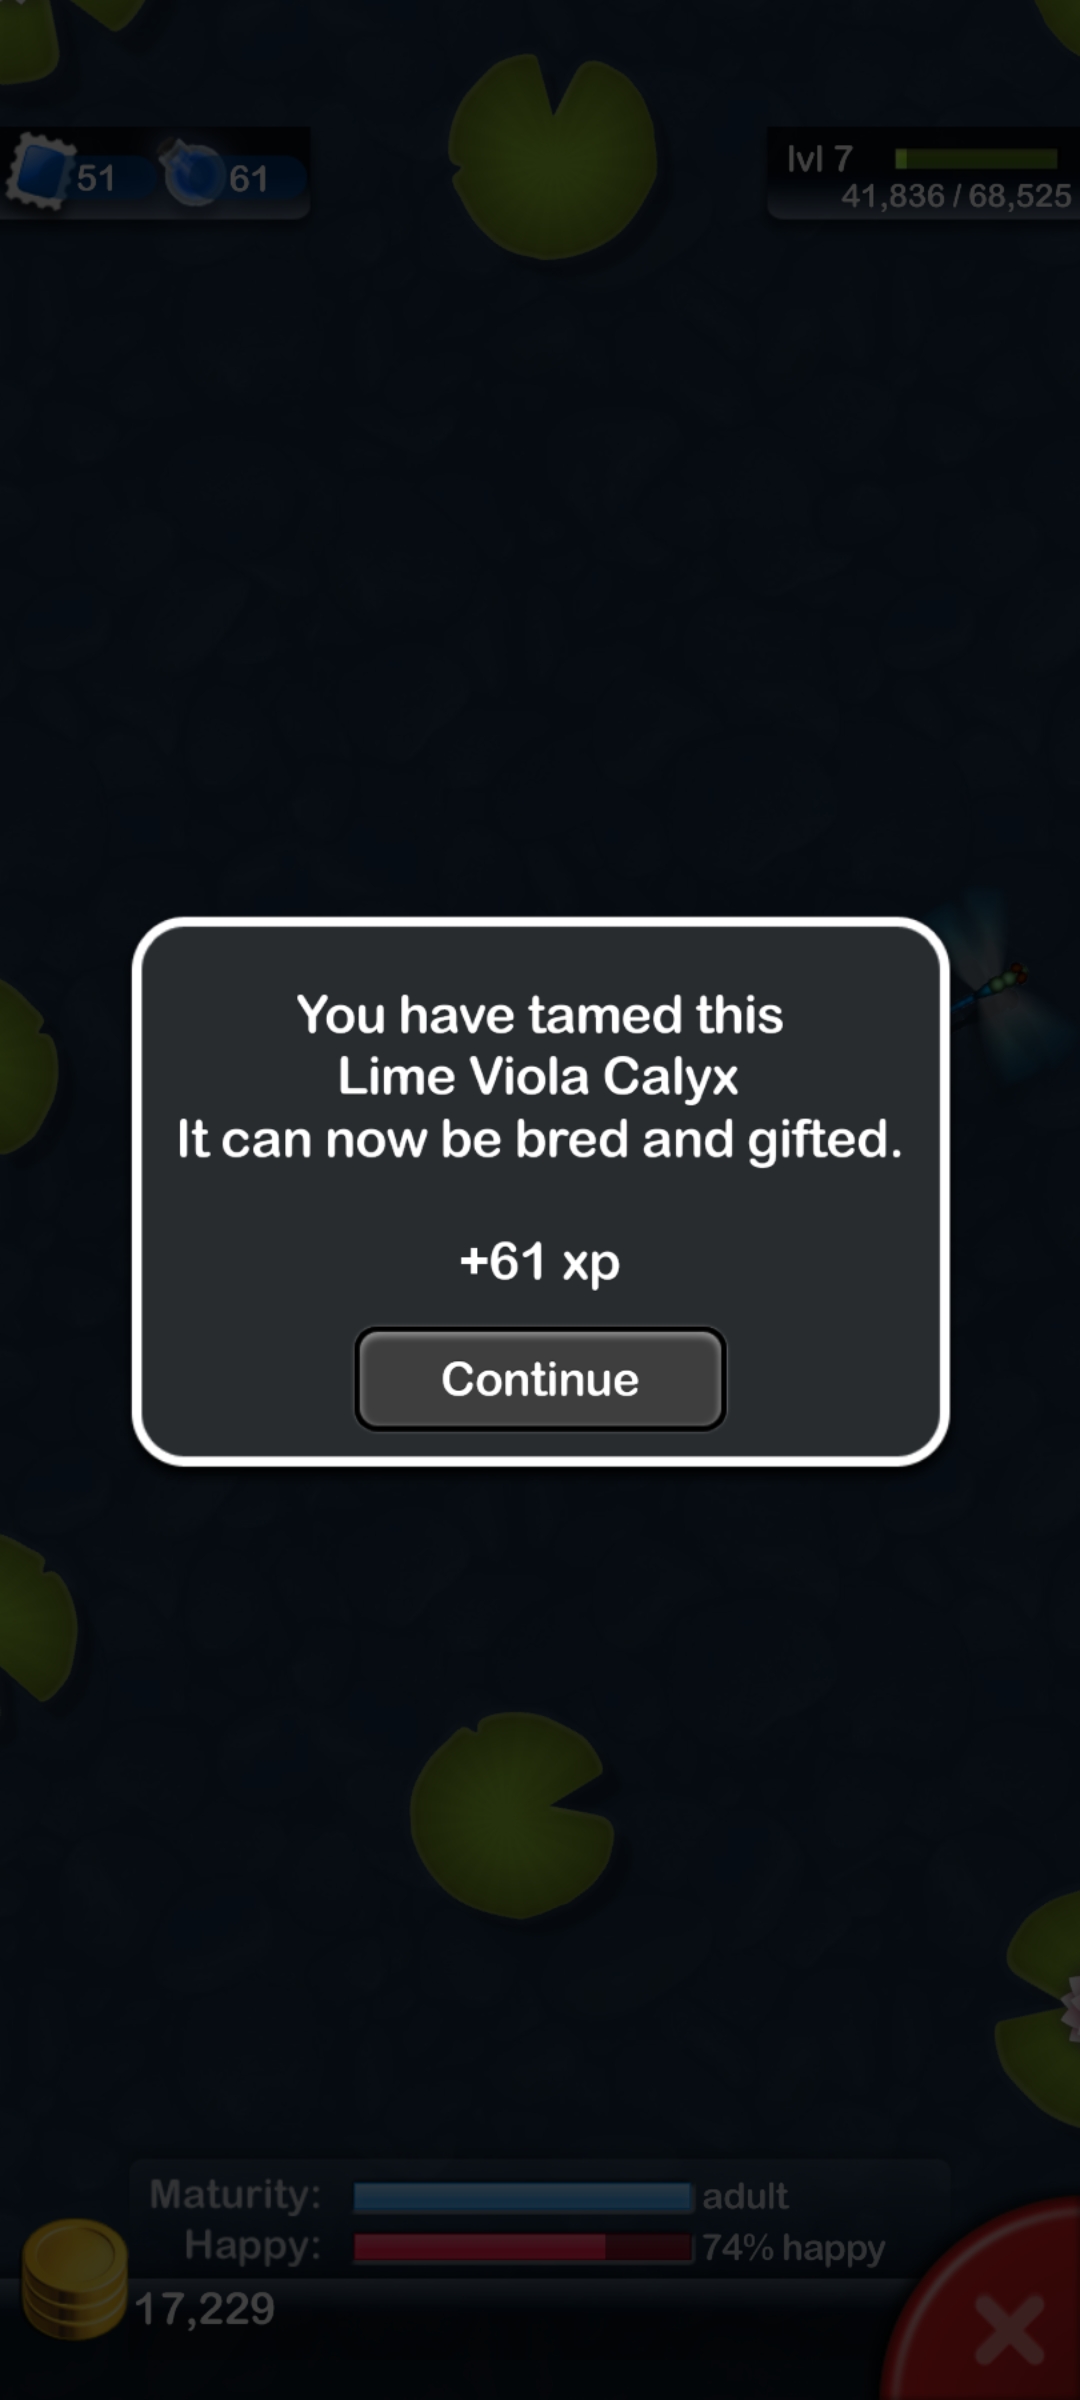 51
61
lvl 7
41,836 / 68,525
You have tamed this
Lime Viola Calyx
It can now be bred and gifted.
+61 xp
Continue
Maturity: adult
Happy: 74% happy
17,229